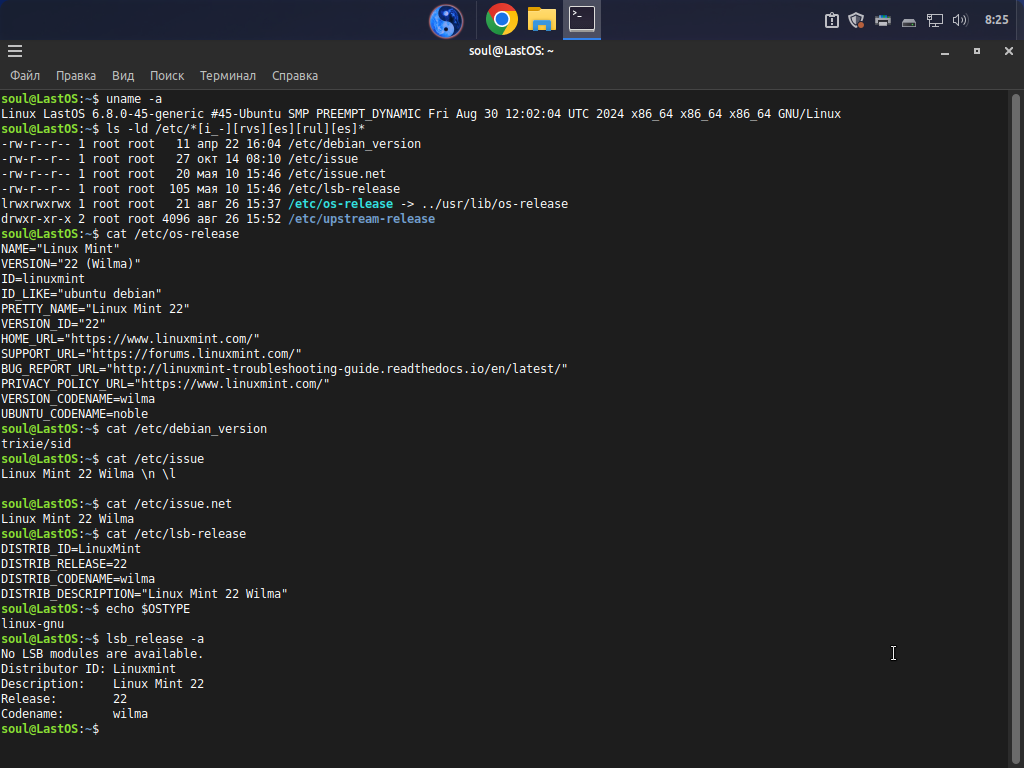 8:25
soul@LastOS: ~
Файл Правка Вид Поиск Терминал Справка
soul@LastOS:~$ uname -a
Linux LastOS 6.8.0-45-generic #45-Ubuntu SMP PREEMPT_DYNAMIC Fri Aug 30 12:02:04 UTC 2024 x86_64 x86_64 x86_64 GNU/Linux
soul@LastOS:~$ ls -ld /etc/*[i_-][rvs][es][rul][es]*
-rw-r--r-- 1 root root   11 апр 22 16:04 /etc/debian_version
-rw-r--r-- 1 root root   27 окт 14 08:10 /etc/issue
-rw-r--r-- 1 root root   20 мая 10 15:46 /etc/issue.net
-rw-r--r-- 1 root root  105 мая 10 15:46 /etc/lsb-release
lrwxrwxrwx 1 root root   21 авг 26 15:37 /etc/os-release -> ../usr/lib/os-release
drwxr-xr-x 2 root root 4096 авг 26 15:52 /etc/upstream-release
soul@LastOS:~$ cat /etc/os-release
NAME="Linux Mint"
VERSION="22 (Wilma)"
ID=linuxmint
ID_LIKE="ubuntu debian"
PRETTY_NAME="Linux Mint 22"
VERSION_ID="22"
HOME_URL="https://www.linuxmint.com/"
SUPPORT_URL="https://forums.linuxmint.com/"
BUG_REPORT_URL="http://linuxmint-troubleshooting-guide.readthedocs.io/en/latest/"
PRIVACY_POLICY_URL="https://www.linuxmint.com/"
VERSION_CODENAME=wilma
UBUNTU_CODENAME=noble
soul@LastOS:~$ cat /etc/debian_version
trixie/sid
soul@LastOS:~$ cat /etc/issue
Linux Mint 22 Wilma \n \l
soul@LastOS:~$ cat /etc/issue.net
Linux Mint 22 Wilma
soul@LastOS:~$ cat /etc/lsb-release
DISTRIB_ID=LinuxMint
DISTRIB_RELEASE=22
DISTRIB_CODENAME=wilma
DISTRIB_DESCRIPTION="Linux Mint 22 Wilma"
soul@LastOS:~$ echo $OSTYPE
linux-gnu
soul@LastOS:~$ lsb_release -a
No LSB modules are available.
Distributor ID: Linuxmint
Description:    Linux Mint 22
Release:        22
Codename:       wilma
soul@LastOS:~$